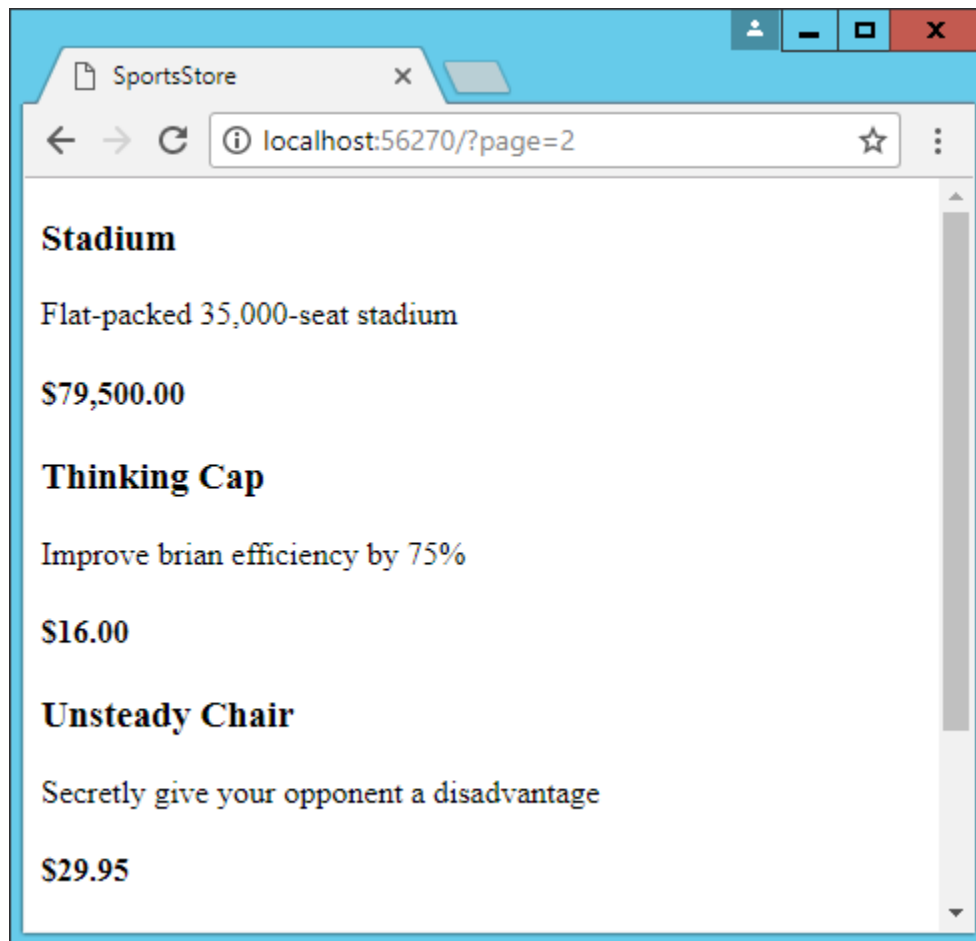 SportsStore
localhost:56270/?page=2
Stadium
Flat-packed 35,000-seat stadium
$79,500.00
Thinking Cap
Improve brian efficiency by 75%
$16.00
Unsteady Chair
Secretly give your opponent a disadvantage
$29.95